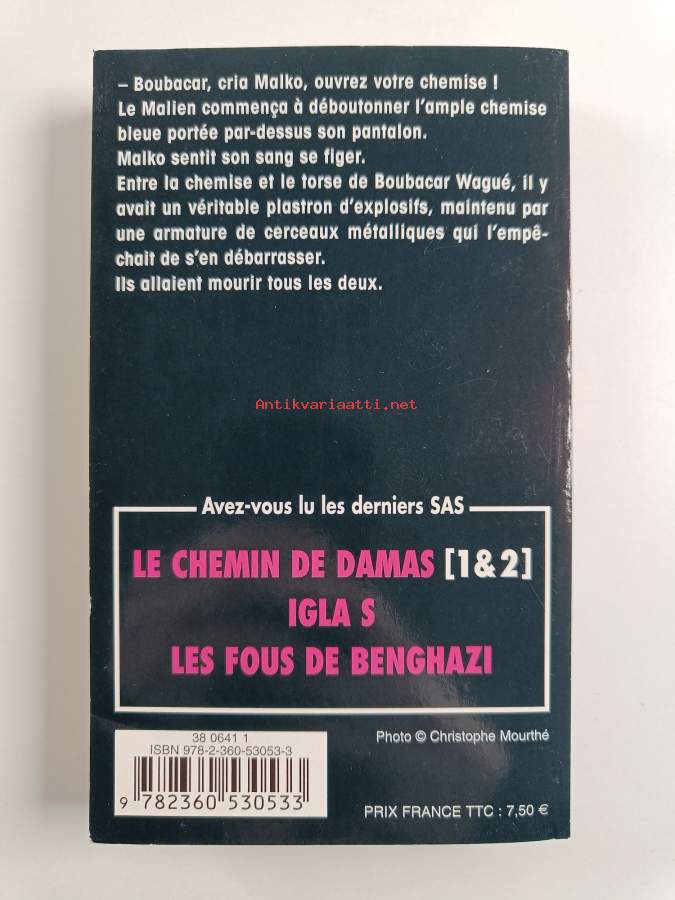 – Boubacar, cria Malko, ouvrez votre chemise !
Le Malien commença à déboutonner l'ample chemise
bleue portée par-dessus son pantalon.
Malko sentit son sang se figer.
Entre la chemise et le torse de Boubacar Wagué, il y
avait un véritable plastron d'explosifs, maintenu par
une armature de cerceaux métalliques qui l'empê-
chait de s'en débarrasser.
Ils allaient mourir tous les deux.
Antikvariaatti.net
Avez-vous lu les derniers SAS
LE CHEMIN DE DAMAS [1&2]
IGLA S
LES FOUS DE BENGHAZI
38 0641 1
ISBN 978-2-360-53053-3
9 782360 530533
Photo © Christophe Mourthé
PRIX FRANCE TTC : 7,50 €